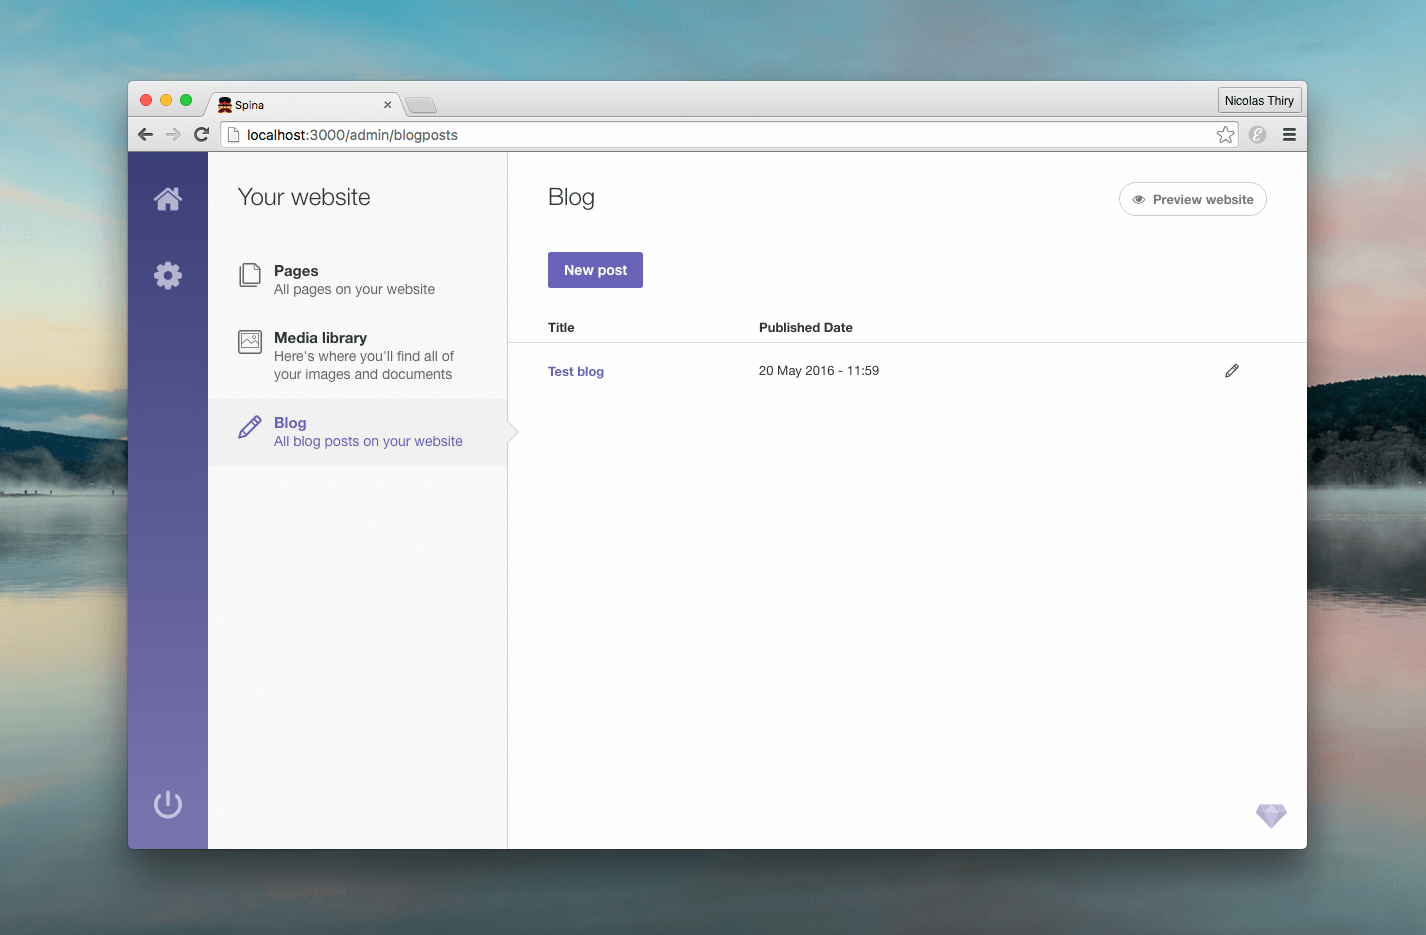 Spina
Nicolas Thiry
localhost:3000/admin/blogposts
Your website
Pages
All pages on your website
Media library
Here's where you'll find all of
your images and documents
Blog
All blog posts on your website
Blog
Preview website
New post
Title Published Date
Test blog 20 May 2016 - 11:59